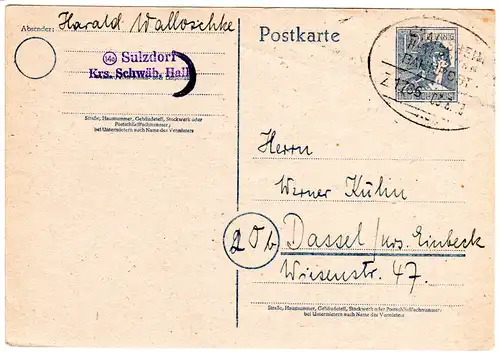 Absender: Harald Walloschke
(14a) Sulzdorf
Krs. Schwäb. Hall
Straße, Hausnummer, Gebäudeteil, Stockwerk oder
Postschließfachnummer;
bei Untermietern auch Name des Vermieters
Postkarte
BAHNPOST
Herrn
Werner Kühn
20b Dassel/Krs. Einbeck
Wiesenstr. 47
Straße, Hausnummer, Gebäudeteil, Stockwerk oder Postschließfachnummer;
bei Untermietern auch Name des Vermieters